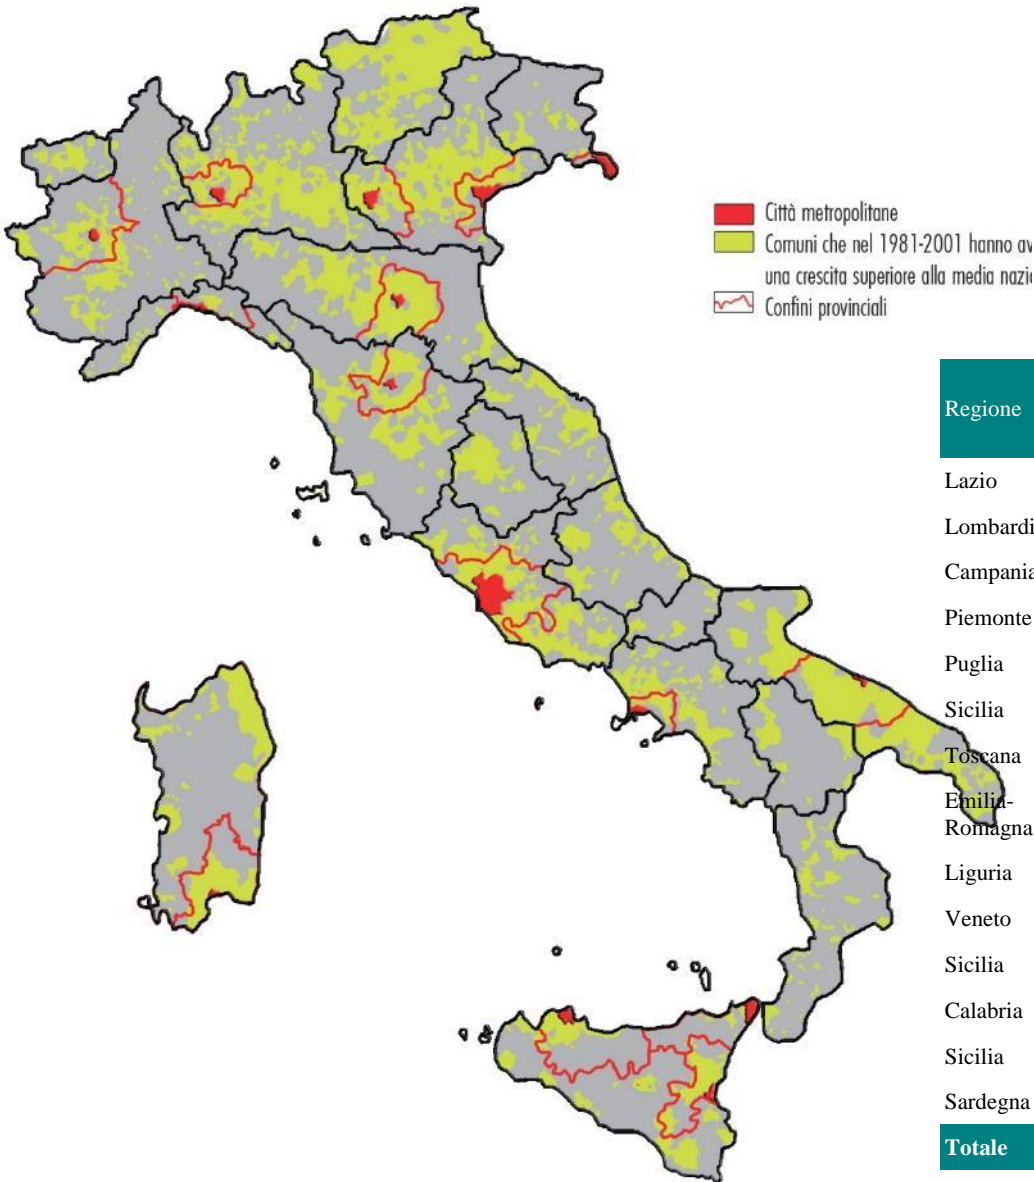 Città metropolitane
Comuni che nel 1981-2001 hanno av
una crescita superiore alla media nazi
Confini provinciali
Regione
Lazio
Lombardi
Campania
Piemonte
Puglia
Sicilia
Toscana
Emilia-
Romagna
Liguria
Veneto
Sicilia
Calabria
Sicilia
Sardegna
Totale